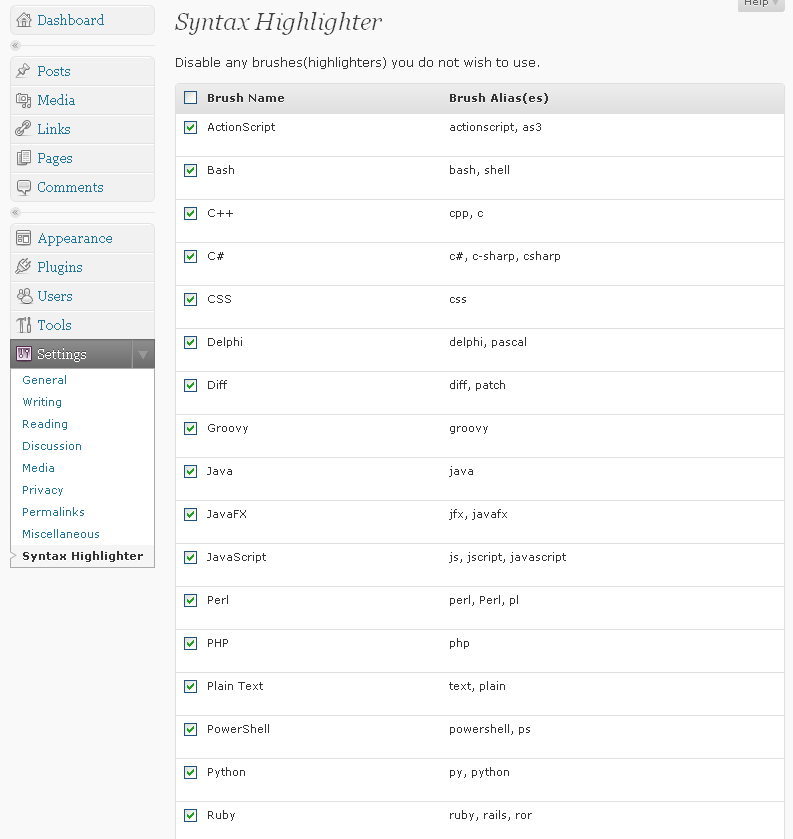 Dashboard
Posts
Media
Links
Pages
Comments
Appearance
Plugins
Users
Tools
Settings
General
Writing
Reading
Discussion
Media
Privacy
Permalinks
Miscellaneous
Syntax Highlighter
Help
Syntax Highlighter
Disable any brushes(highlighters) you do not wish to use.
Brush Name Brush Alias(es)
ActionScript actionscript, as3
Bash bash, shell
C++ cpp, c
C# c#, c-sharp, csharp
CSS css
Delphi delphi, pascal
Diff diff, patch
Groovy groovy
Java java
JavaFX jfx, javafx
JavaScript js, jscript, javascript
Perl perl, Perl, pl
PHP php
Plain Text text, plain
PowerShell powershell, ps
Python py, python
Ruby ruby, rails, ror